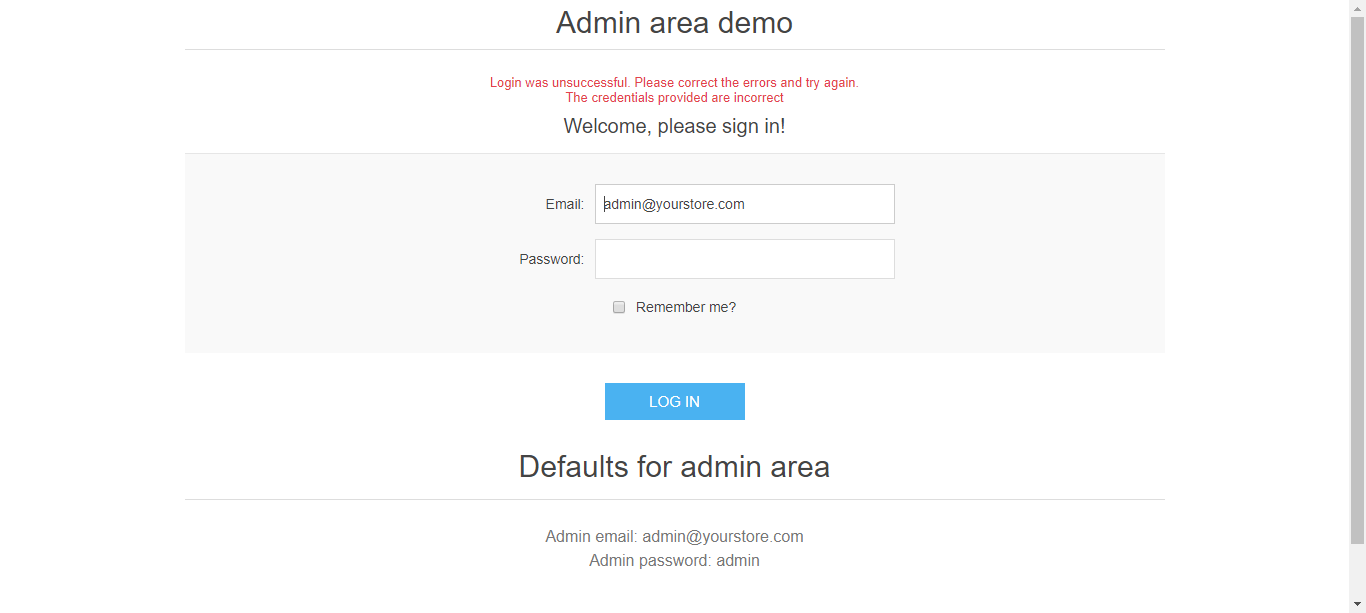 Admin area demo
Login was unsuccessful. Please correct the errors and try again.
The credentials provided are incorrect
Welcome, please sign in!
Email: admin@yourstore.com
Password:
Remember me?
LOG IN
Defaults for admin area
Admin email: admin@yourstore.com
Admin password: admin